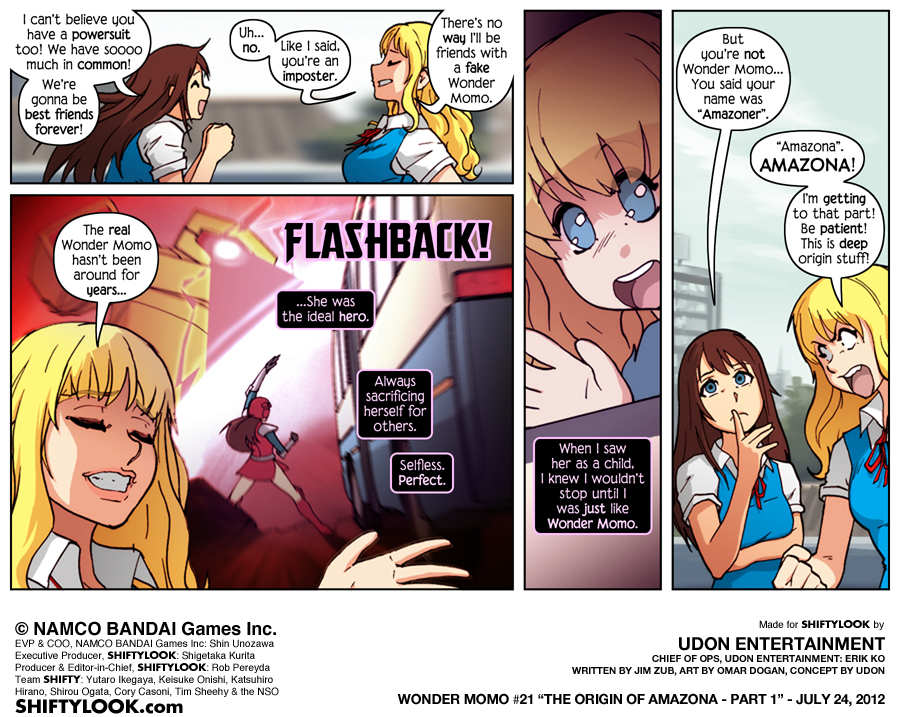 I can't believe you
have a powersuit
too! We have soooo
much in common!
We're
gonna be
best friends
forever!
Uh...
no.
Like I said,
you're an
imposter.
There's no
way I'll be
friends with
a fake
Wonder
Momo.
The real
Wonder Momo
hasn't been
around for
years...
FLASHBACK!
...She was
the ideal hero.
Always
sacrificing
herself for
others.
Selfless.
Perfect.
When I saw
her as a child,
I knew I wouldn't
stop until I
was just like
Wonder Momo.
But
you're not
Wonder Momo...
You said your
name was
"Amazoner".
"Amazona".
AMAZONA!
I'm getting
to that part!
Be patient!
This is deep
origin stuff!
© NAMCO BANDAI Games Inc.
EVP & COO, NAMCO BANDAI Games Inc: Shin Unozawa
Executive Producer, SHIFTYLOOK: Shigetaka Kurita
Producer & Editor-in-Chief, SHIFTYLOOK: Rob Pereyda
Team SHIFTY: Yutaro Ikegaya, Keisuke Onishi, Katsuhiro
Hirano, Shirou Ogata, Cory Casoni, Tim Sheehy & the NSO
SHIFTYLOOK.com
Made for SHIFTYLOOK by
UDON ENTERTAINMENT
CHIEF OF OPS, UDON ENTERTAINMENT: ERIK KO
WRITTEN BY JIM ZUB, ART BY OMAR DOGAN, CONCEPT BY UDON
WONDER MOMO #21 "THE ORIGIN OF AMAZONA - PART 1" - JULY 24, 2012